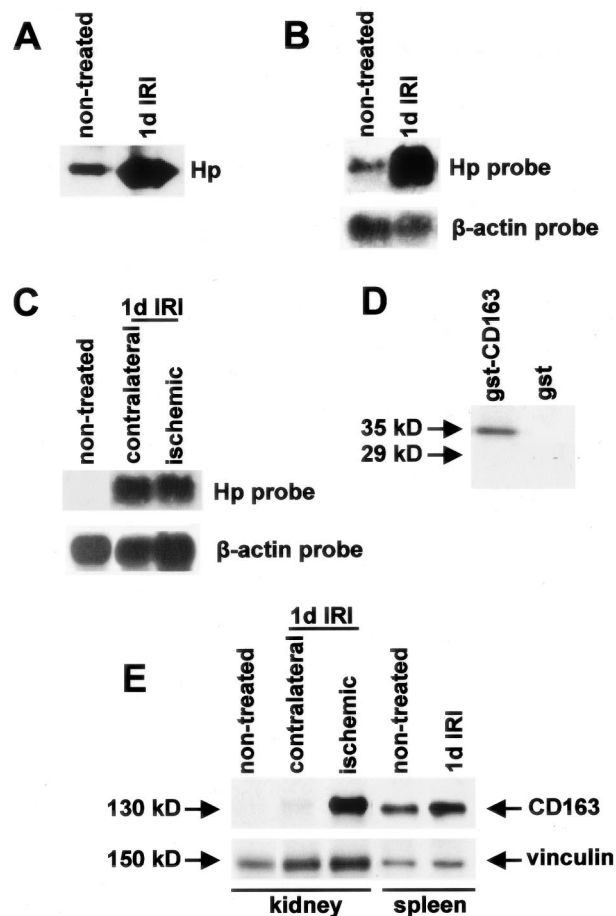 A
non-treated
1d IRI
Hp
B
non-treated
1d IRI
Hp probe
β-actin probe
C
1d IRI
non-treated
contralateral
ischemic
Hp probe
β-actin probe
D
gst-CD163
gst
35 kD
29 kD
E
1d IRI
non-treated
contralateral
ischemic
non-treated
1d IRI
130 kD
CD163
150 kD
vinculin
kidney
spleen